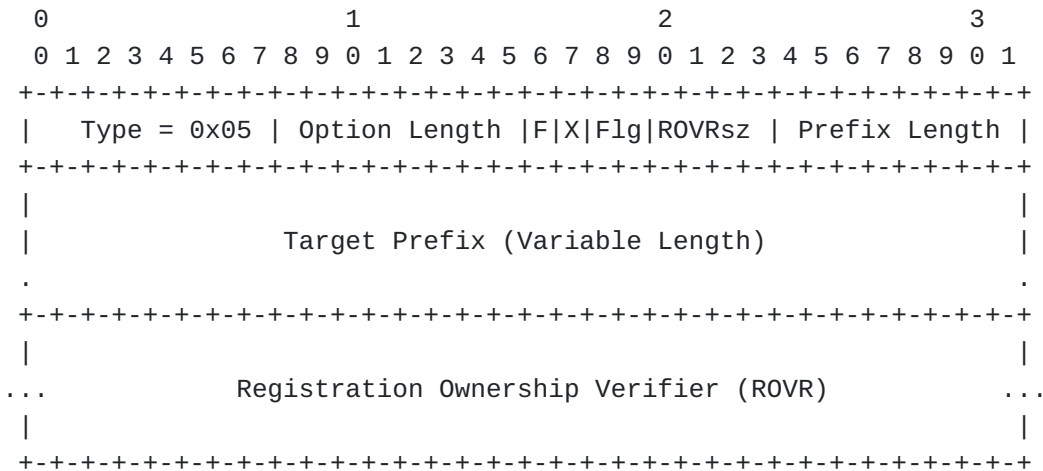 0                   1                   2                   3
0 1 2 3 4 5 6 7 8 9 0 1 2 3 4 5 6 7 8 9 0 1 2 3 4 5 6 7 8 9 0 1
+-+-+-+-+-+-+-+-+-+-+-+-+-+-+-+-+-+-+-+-+-+-+-+-+-+-+-+-+-+-+-+-+
|   Type = 0x05 | Option Length |F|X|Flg|ROVRsz | Prefix Length |
+-+-+-+-+-+-+-+-+-+-+-+-+-+-+-+-+-+-+-+-+-+-+-+-+-+-+-+-+-+-+-+-+
|                                                               |
|                Target Prefix (Variable Length)                |
.                                                               .
+-+-+-+-+-+-+-+-+-+-+-+-+-+-+-+-+-+-+-+-+-+-+-+-+-+-+-+-+-+-+-+-+
|                                                               |
...            Registration Ownership Verifier (ROVR)           ...
|                                                               |
+-+-+-+-+-+-+-+-+-+-+-+-+-+-+-+-+-+-+-+-+-+-+-+-+-+-+-+-+-+-+-+-+